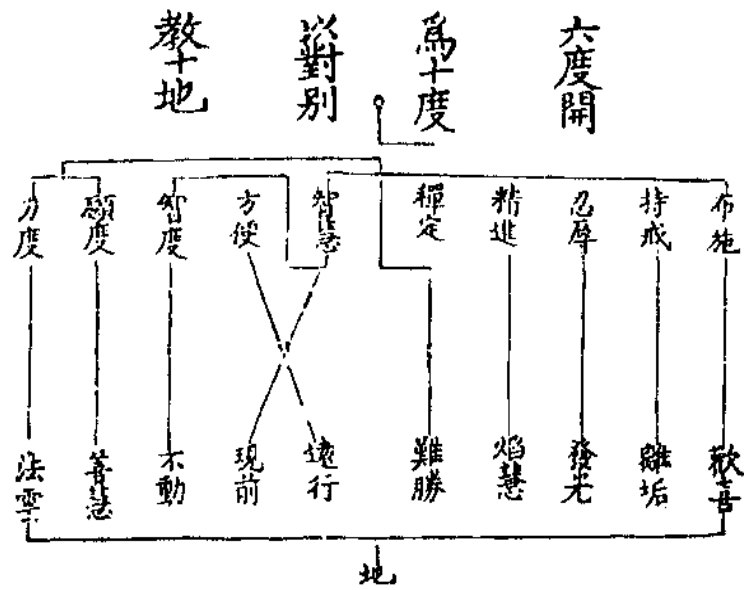 六度開
爲十度
以對别
教十地
布施
持戒
忍辱
精進
禪定
智慧
方便
智度
願度
力度
歡喜
離垢
發光
焰慧
難勝
遠行
現前
不動
善慧
法雲
地